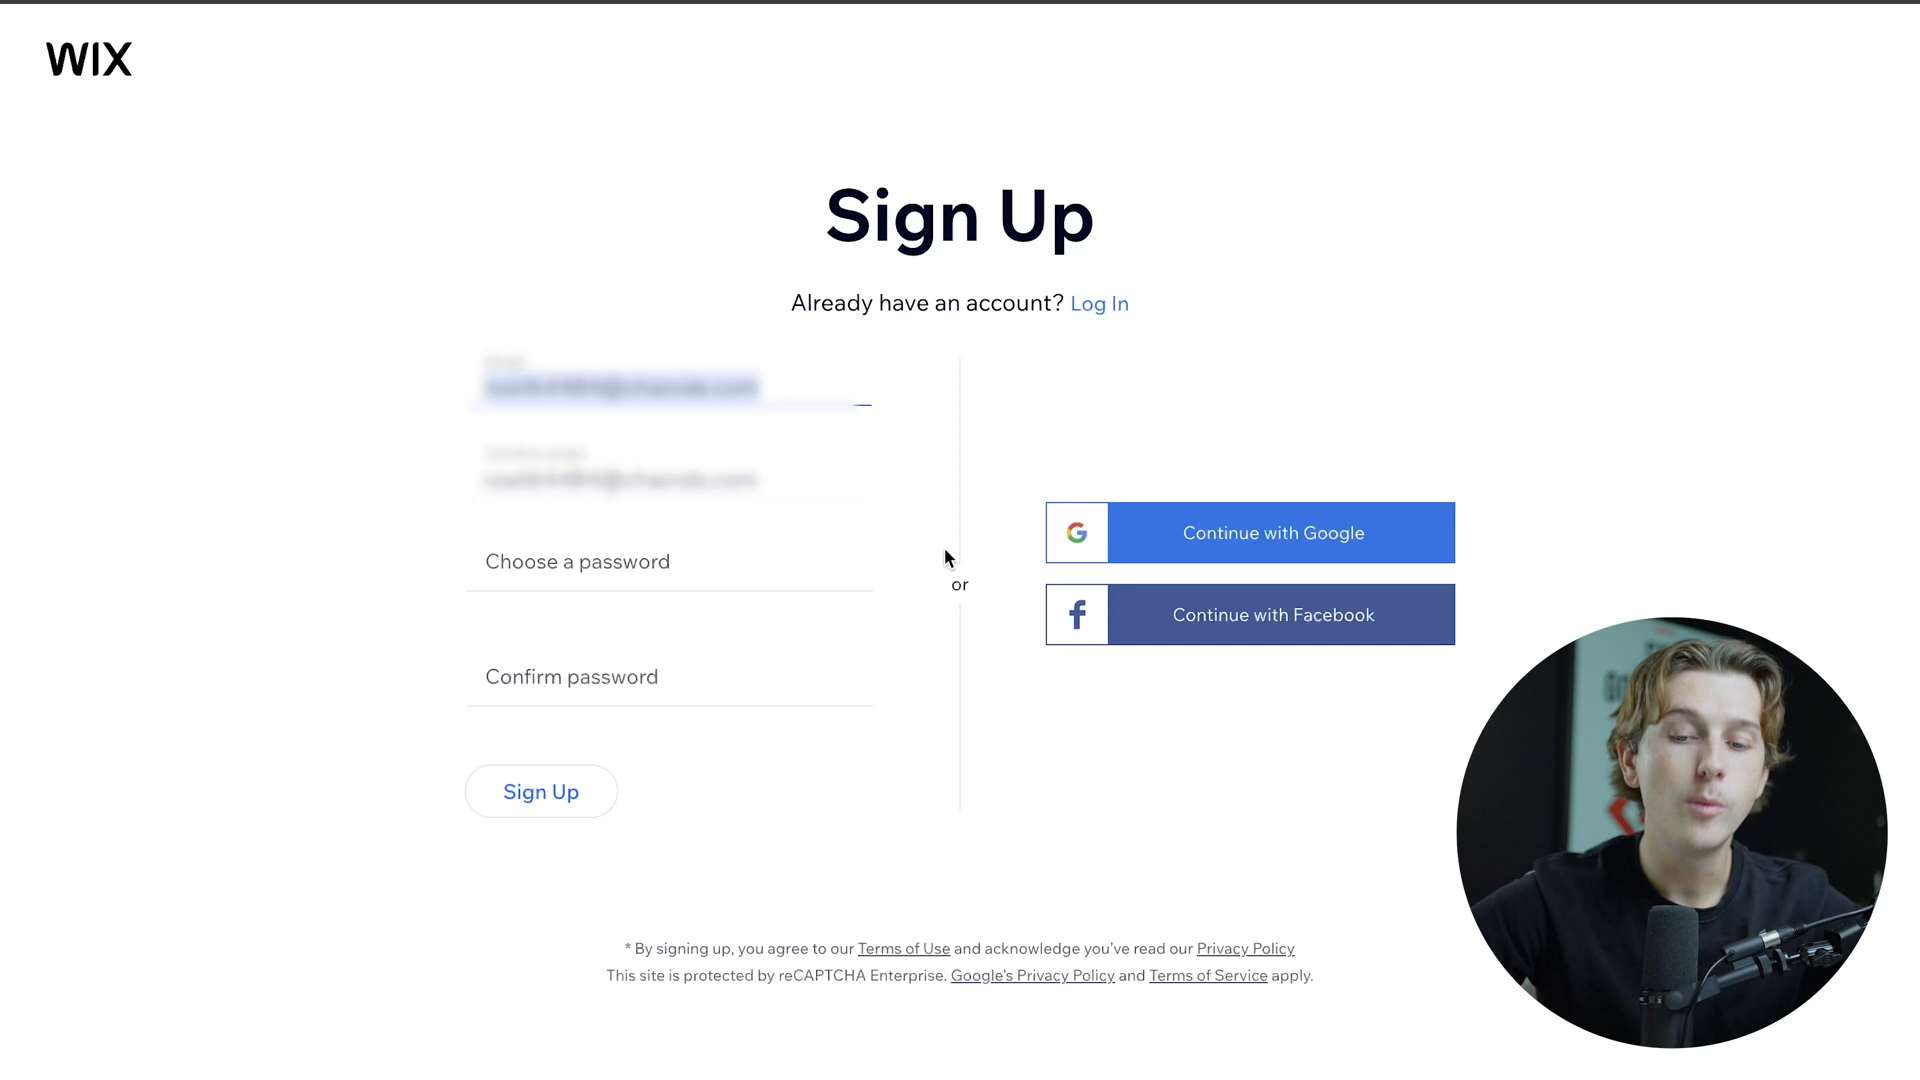 WIX
Sign Up
Already have an account? Log In
Choose a password
Confirm password
Sign Up
or
Continue with Google
Continue with Facebook
* By signing up, you agree to our Terms of Use and acknowledge you've read our Privacy Policy
This site is protected by reCAPTCHA Enterprise. Google's Privacy Policy and Terms of Service apply.